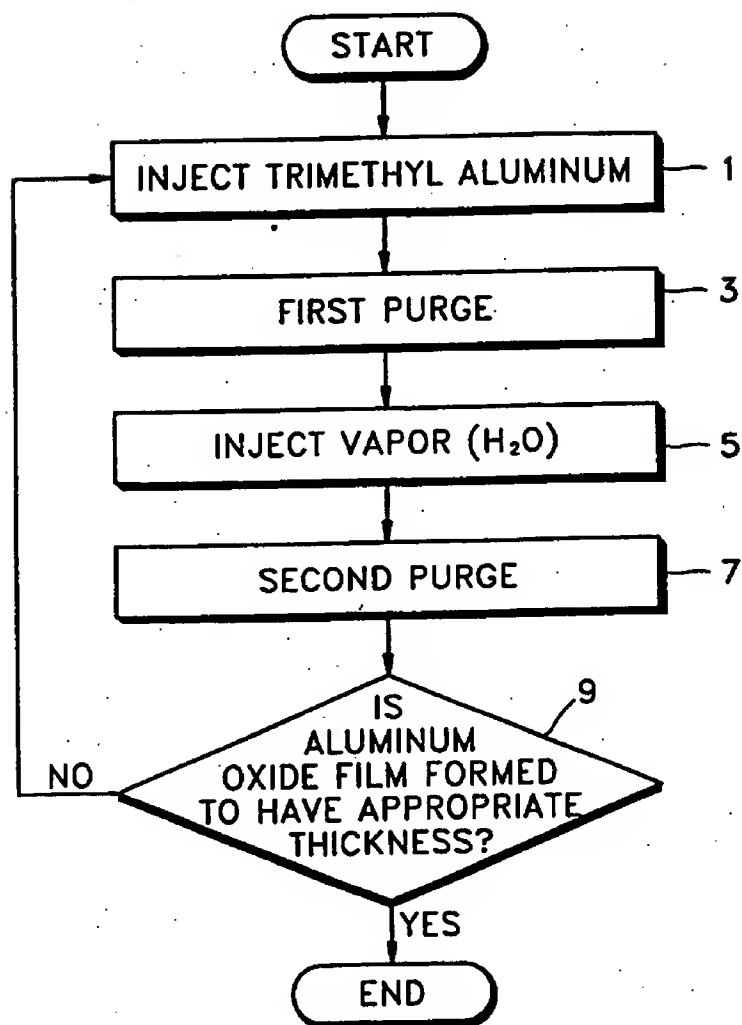 START
INJECT TRIMETHYL ALUMINUM
1
FIRST PURGE
3
INJECT VAPOR (H₂O)
5
SECOND PURGE
7
9
IS
ALUMINUM
OXIDE FILM FORMED
TO HAVE APPROPRIATE
THICKNESS?
NO
YES
END